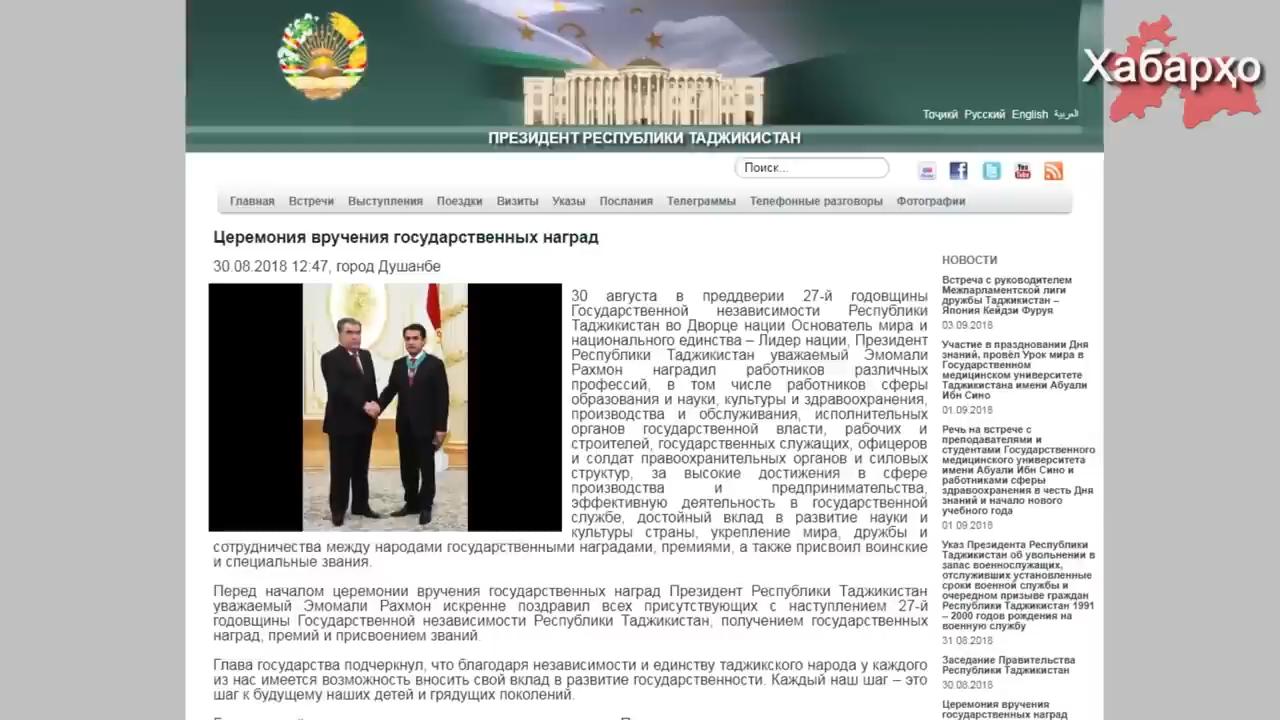 Хабарҳо
Тоҷикӣ Русский English العربية
ПРЕЗИДЕНТ РЕСПУБЛИКИ ТАДЖИКИСТАН
Поиск...
Главная Встречи Выступления Поездки Визиты Указы Послания Телеграммы Телефонные разговоры Фотографии
Церемония вручения государственных наград
30.08.2018 12:47, город Душанбе
30 августа в преддверии 27-й годовщины
Государственной независимости Республики
Таджикистан во Дворце нации Основатель мира и
национального единства – Лидер нации, Президент
Республики Таджикистан уважаемый Эмомали
Рахмон наградил работников различных
профессий, в том числе работников сферы
образования и науки, культуры и здравоохранения,
производства и обслуживания, исполнительных
органов государственной власти, рабочих и
строителей, государственных служащих, офицеров
и солдат правоохранительных органов и силовых
структур, за высокие достижения в сфере
производства и предпринимательства,
эффективную деятельность в государственной
службе, достойный вклад в развитие науки и
культуры страны, укрепление мира, дружбы и
сотрудничества между народами государственными наградами, премиями, а также присвоил воинские
и специальные звания.
Перед началом церемонии вручения государственных наград Президент Республики Таджикистан
уважаемый Эмомали Рахмон искренне поздравил всех присутствующих с наступлением 27-й
годовщины Государственной независимости Республики Таджикистан, получением государственных
наград, премий и присвоением званий.
Глава государства подчеркнул, что благодаря независимости и единству таджикского народа у каждого
из нас имеется возможность вносить свой вклад в развитие государственности. Каждый наш шаг – это
шаг к будущему наших детей и грядущих поколений.
НОВОСТИ
Встреча с руководителем
Межпарламентской лиги
дружбы Таджикистан –
Япония Кейдзи Фуруя
03.09.2018
Участие в праздновании Дня
знаний, провёл Урок мира в
Государственном
медицинском университете
Таджикистана имени Абуали
Ибн Сино
01.09.2018
Речь на встрече с
преподавателями и
студентами Государственного
медицинского университета
имени Абуали Ибн Сино и
работниками сферы
здравоохранения в честь Дня
знаний и начало нового
учебного года
01.09.2018
Указ Президента Республики
Таджикистан об увольнении в
запас военнослужащих,
отслуживших установленные
сроки военной службы и
очередном призыве граждан
Республики Таджикистан 1991
– 2000 годов рождения на
военную службу
31.08.2018
Заседание Правительства
Республики Таджикистан
30.08.2018
Церемония вручения
государственных наград